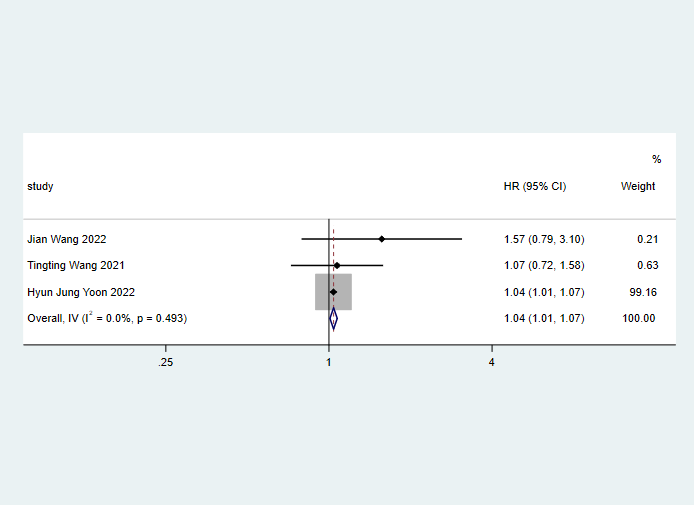 %
study HR (95% CI) Weight
Jian Wang 2022 1.57 (0.79, 3.10) 0.21
Tingting Wang 2021 1.07 (0.72, 1.58) 0.63
Hyun Jung Yoon 2022 1.04 (1.01, 1.07) 99.16
Overall, IV (I² = 0.0%, p = 0.493) 1.04 (1.01, 1.07) 100.00
.25 1 4